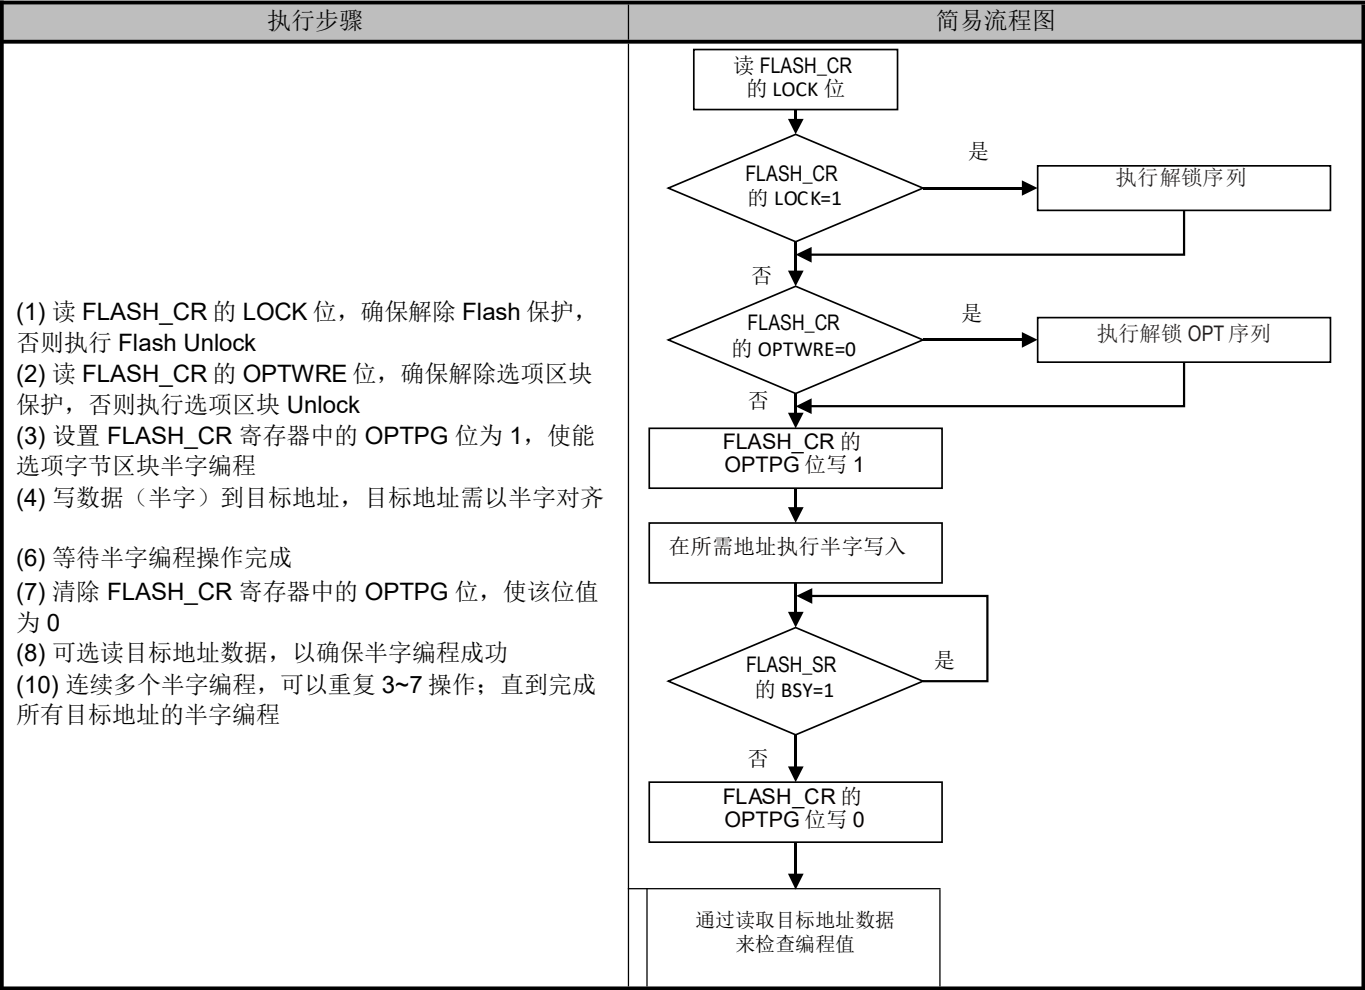 执行步骤
简易流程图
(1) 读 FLASH_CR 的 LOCK 位，确保解除 Flash 保护，
否则执行 Flash Unlock
(2) 读 FLASH_CR 的 OPTWRE 位，确保解除选项区块
保护，否则执行选项区块 Unlock
(3) 设置 FLASH_CR 寄存器中的 OPTPG 位为 1，使能
选项字节区块半字编程
(4) 写数据（半字）到目标地址，目标地址需以半字对齐
(6) 等待半字编程操作完成
(7) 清除 FLASH_CR 寄存器中的 OPTPG 位，使该位值
为 0
(8) 可选读目标地址数据，以确保半字编程成功
(10) 连续多个半字编程，可以重复 3~7 操作；直到完成
所有目标地址的半字编程
读 FLASH_CR
的 LOCK 位
FLASH_CR
的 LOCK=1
是
执行解锁序列
否
FLASH_CR
的 OPTWRE=0
是
执行解锁 OPT 序列
否
FLASH_CR 的
OPTPG 位写 1
在所需地址执行半字写入
FLASH_SR
的 BSY=1
是
否
FLASH_CR 的
OPTPG 位写 0
通过读取目标地址数据
来检查编程值